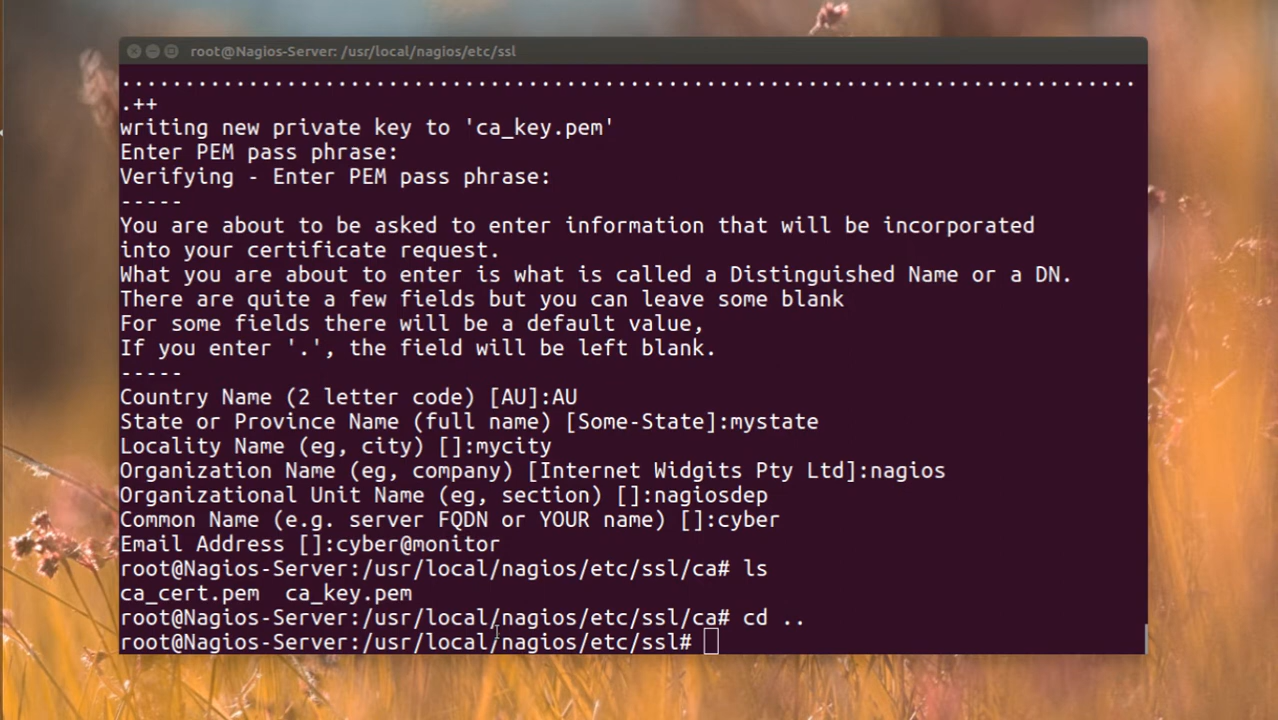 root@Nagios-Server: /usr/local/nagios/etc/ssl
................................................................................
.++
writing new private key to 'ca_key.pem'
Enter PEM pass phrase:
Verifying - Enter PEM pass phrase:
-----
You are about to be asked to enter information that will be incorporated
into your certificate request.
What you are about to enter is what is called a Distinguished Name or a DN.
There are quite a few fields but you can leave some blank
For some fields there will be a default value,
If you enter '.', the field will be left blank.
-----
Country Name (2 letter code) [AU]:AU
State or Province Name (full name) [Some-State]:mystate
Locality Name (eg, city) []:mycity
Organization Name (eg, company) [Internet Widgits Pty Ltd]:nagios
Organizational Unit Name (eg, section) []:nagiosdep
Common Name (e.g. server FQDN or YOUR name) []:cyber
Email Address []:cyber@monitor
root@Nagios-Server:/usr/local/nagios/etc/ssl/ca# ls
ca_cert.pem  ca_key.pem
root@Nagios-Server:/usr/local/nagios/etc/ssl/ca# cd ..
root@Nagios-Server:/usr/local/nagios/etc/ssl#